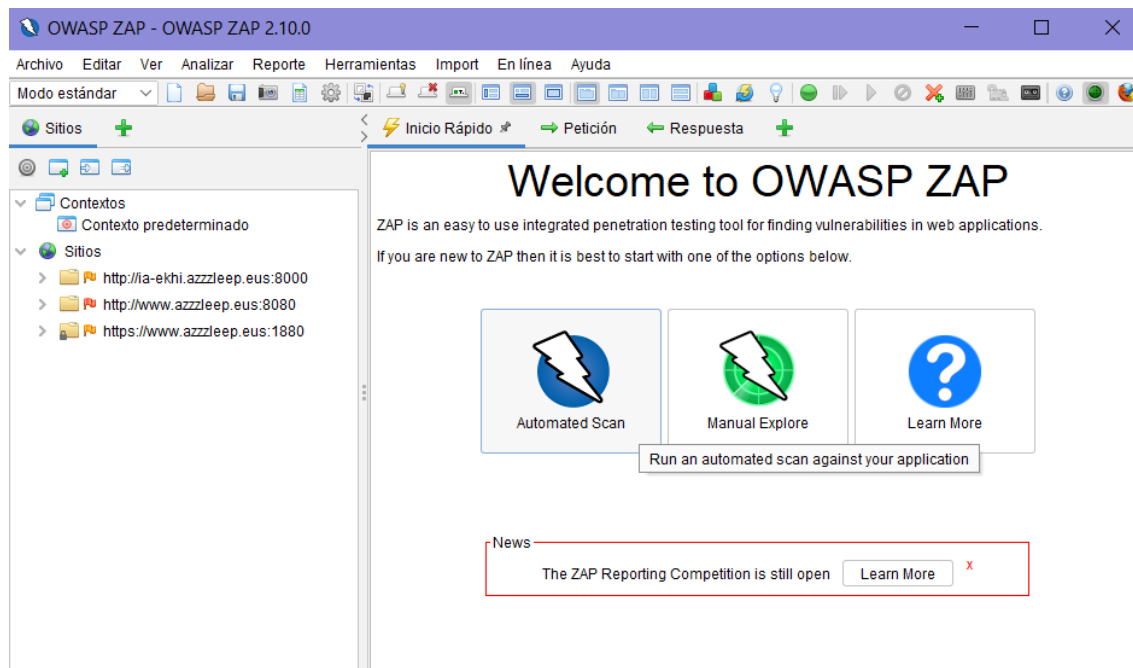 OWASP ZAP - OWASP ZAP 2.10.0
Archivo Editar Ver Analizar Reporte Herramientas Import En línea Ayuda
Modo estándar
Sitios
Inicio Rápido Petición Respuesta
Contextos
Contexto predeterminado
Sitios
http://ia-ekhi.azzzleep.eus:8000
http://www.azzzleep.eus:8080
https://www.azzzleep.eus:1880
Welcome to OWASP ZAP
ZAP is an easy to use integrated penetration testing tool for finding vulnerabilities in web applications.
If you are new to ZAP then it is best to start with one of the options below.
Automated Scan Manual Explore Learn More
Run an automated scan against your application
News
The ZAP Reporting Competition is still open Learn More X